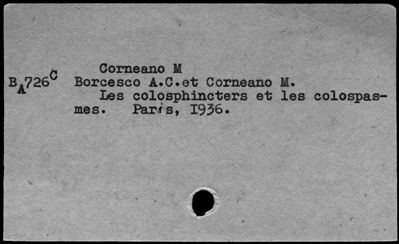 Corneano M
BA726C Borcesco A.C.et Corneano M.
Les colosphincters et les colospas-
mes. Paris, 1936.